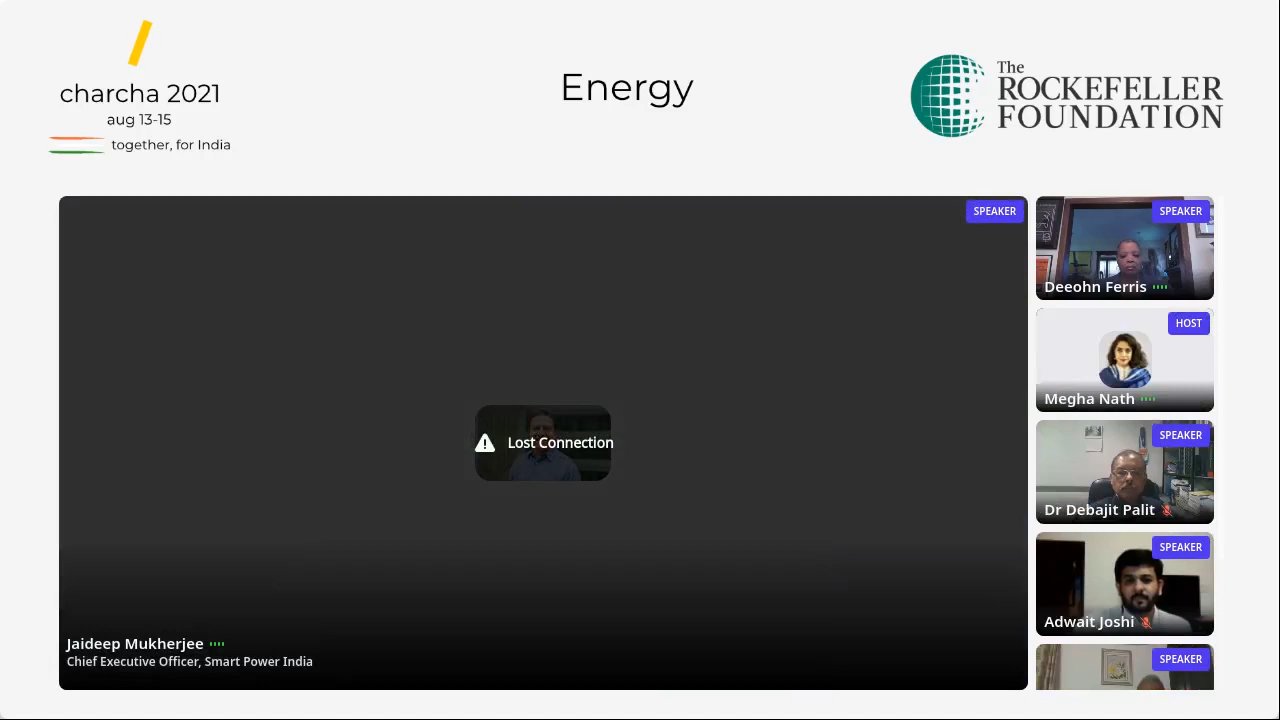 charcha 2021
aug 13-15
together, for India
Energy
The
ROCKEFELLER
FOUNDATION
SPEAKER
Lost Connection
Jaideep Mukherjee
Chief Executive Officer, Smart Power India
SPEAKER
Deeohn Ferris
HOST
Megha Nath
SPEAKER
Dr Debajit Palit
SPEAKER
Adwait Joshi
SPEAKER